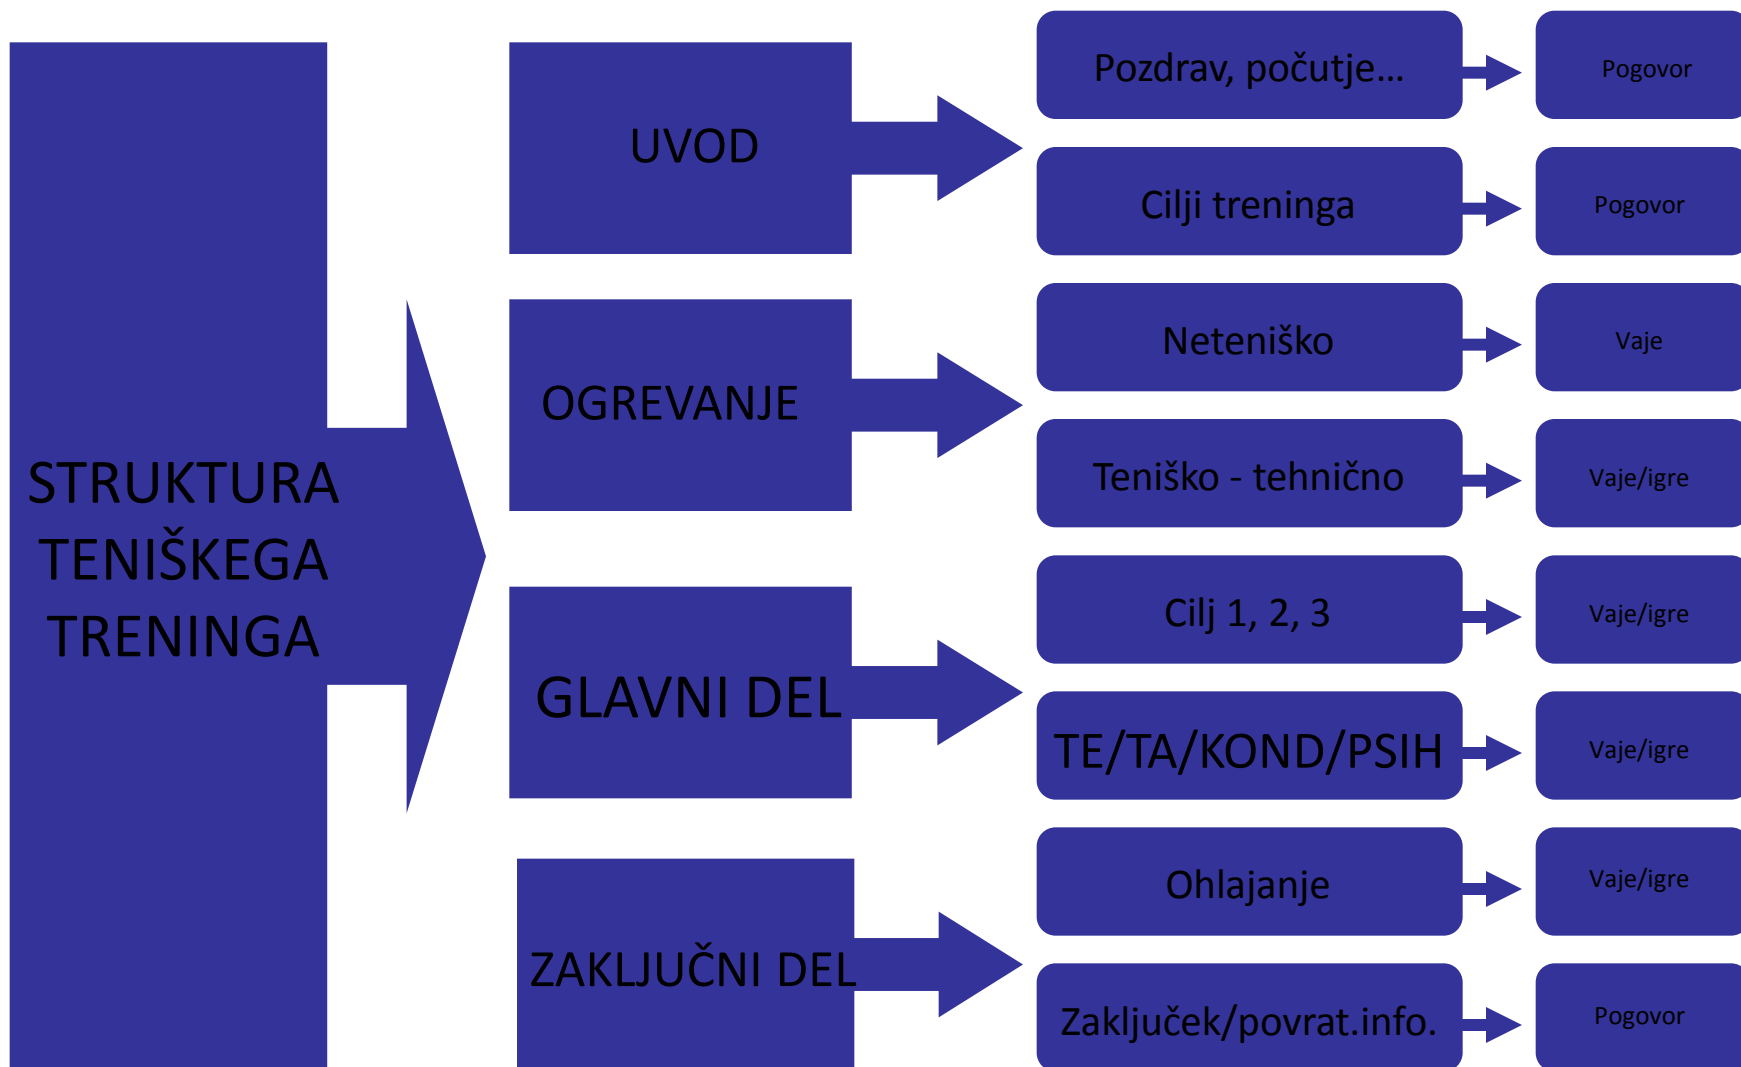 STRUKTURA
TENIŠKEGA
TRENINGA
UVOD
Pozdrav, počutje...
Pogovor
Cilji treninga
Pogovor
OGREVANJE
Neteniško
Vaje
Teniško - tehnično
Vaje/igre
GLAVNI DEL
Cilj 1, 2, 3
Vaje/igre
TE/TA/KOND/PSIH
Vaje/igre
ZAKLJUČNI DEL
Ohlajanje
Vaje/igre
Zaključek/povrat.info.
Pogovor